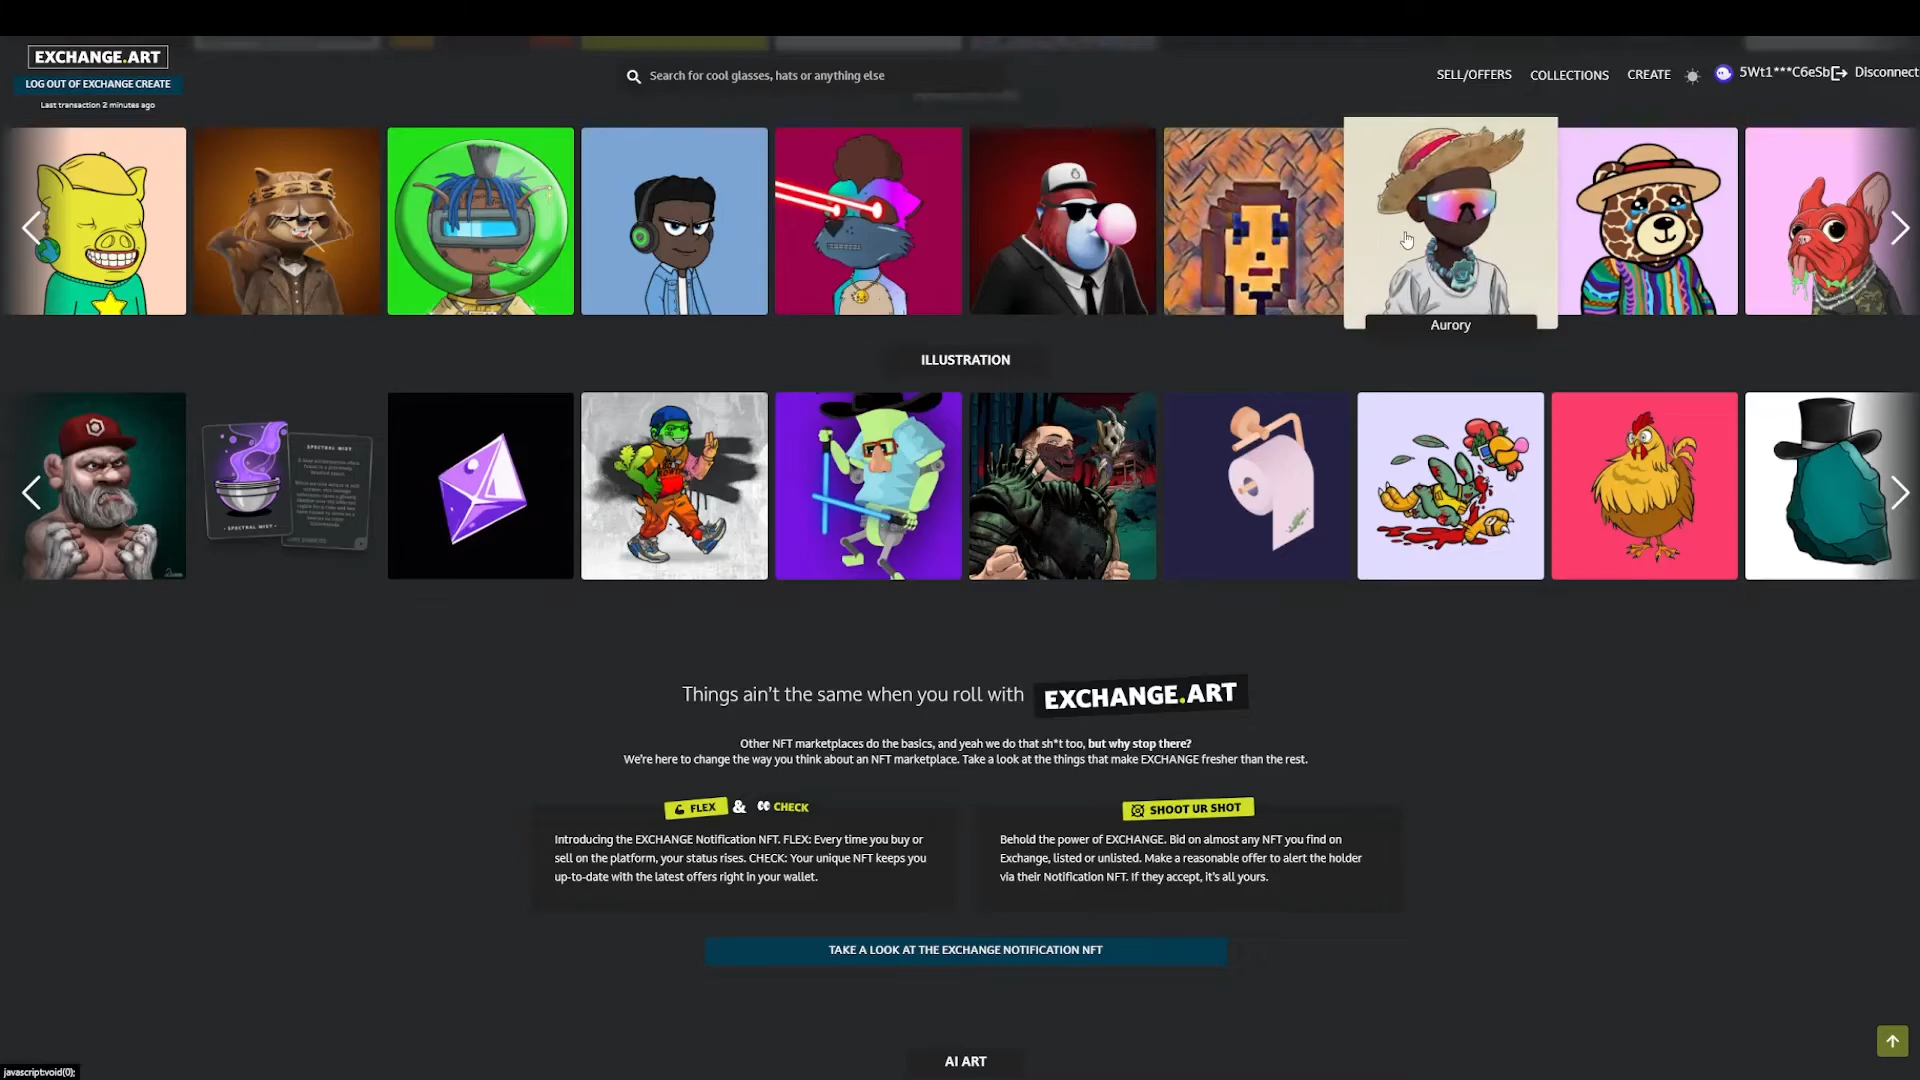 EXCHANGE.ART
LOG OUT OF EXCHANGE CREATE
Last transaction 2 minutes ago
Search for cool glasses, hats or anything else
SELL/OFFERS
COLLECTIONS
CREATE
5Wt1***C6eSb
Disconnect
Aurory
ILLUSTRATION
SPECTRAL MIST
SPECTRAL MIST
Things ain't the same when you roll with EXCHANGE.ART
Other NFT marketplaces do the basics, and yeah we do that sh*t too, but why stop there?
We're here to change the way you think about an NFT marketplace. Take a look at the things that make EXCHANGE fresher than the rest.
FLEX & CHECK
Introducing the EXCHANGE Notification NFT. FLEX: Every time you buy or
sell on the platform, your status rises. CHECK: Your unique NFT keeps you
up-to-date with the latest offers right in your wallet.
SHOOT UR SHOT
Behold the power of EXCHANGE. Bid on almost any NFT you find on
Exchange, listed or unlisted. Make a reasonable offer to alert the holder
via their Notification NFT. If they accept, it's all yours.
TAKE A LOOK AT THE EXCHANGE NOTIFICATION NFT
AI ART
javascript:void(0);